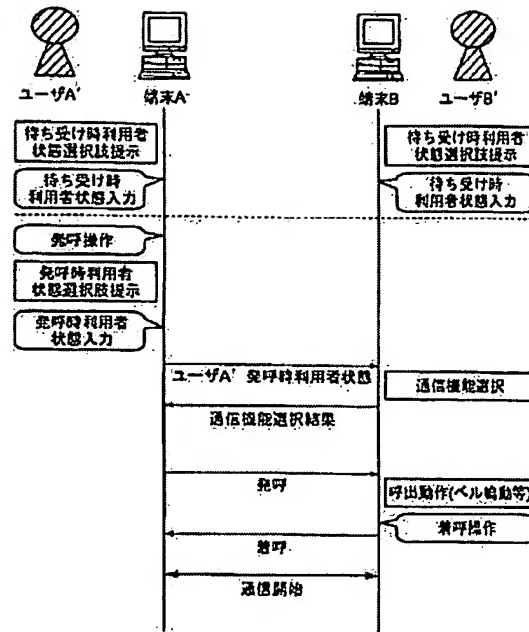 ユーザA'
端末A
端末B
ユーザB'
待ち受け時利用者
状態選択肢提示
待ち受け時利用者
状態選択肢提示
待ち受け時
利用者状態入力
待ち受け時
利用者状態入力
発呼操作
発呼時利用者
状態選択肢提示
発呼時利用者
状態入力
ユーザA' 発呼時利用者状態
通信機能選択
通信機能選択結果
発呼
呼出動作(ベル鳴動等)
着呼操作
着呼
通信開始